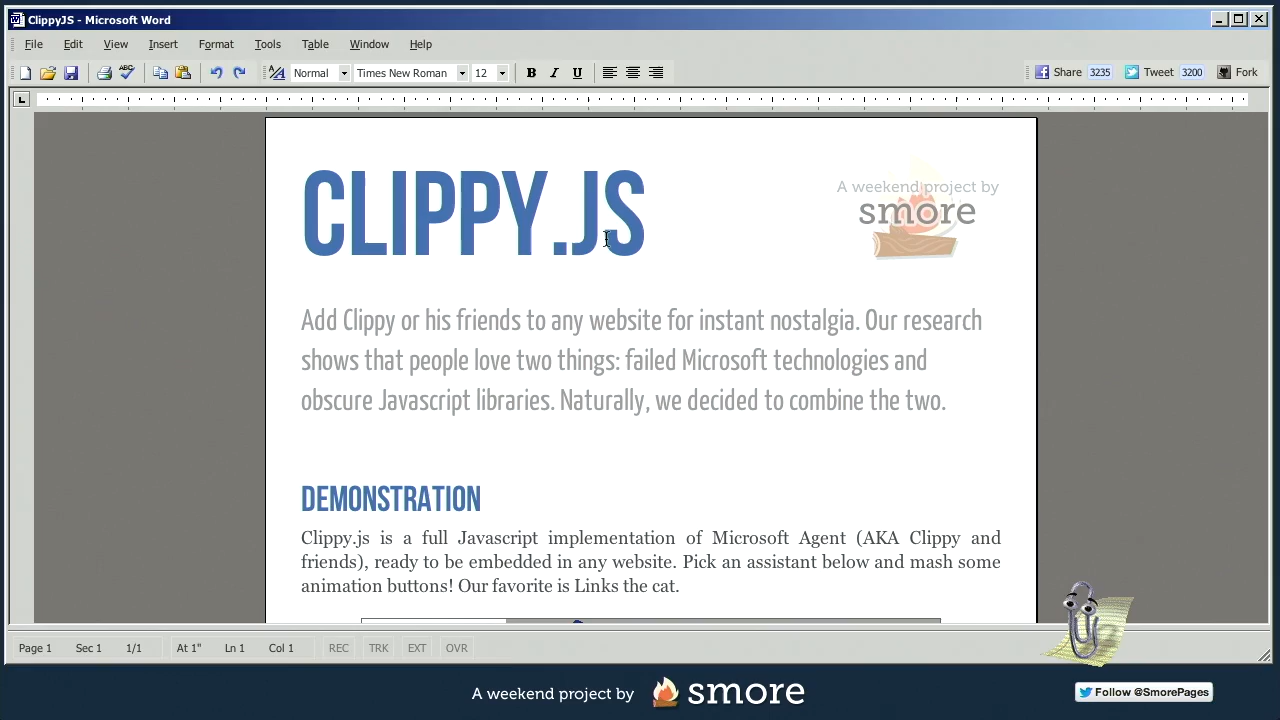 ClippyJS - Microsoft Word
File Edit View Insert Format Tools Table Window Help
ABC Normal Times New Roman 12 B I U Share 3235 Tweet 3200 Fork
L
CLIPPY.JS
A weekend project by
smore
Add Clippy or his friends to any website for instant nostalgia. Our research
shows that people love two things: failed Microsoft technologies and
obscure Javascript libraries. Naturally, we decided to combine the two.
DEMONSTRATION
Clippy.js is a full Javascript implementation of Microsoft Agent (AKA Clippy and
friends), ready to be embedded in any website. Pick an assistant below and mash some
animation buttons! Our favorite is Links the cat.
Page 1 Sec 1 1/1 At 1" Ln 1 Col 1 REC TRK EXT OVR
A weekend project by smore
Follow @SmorePages